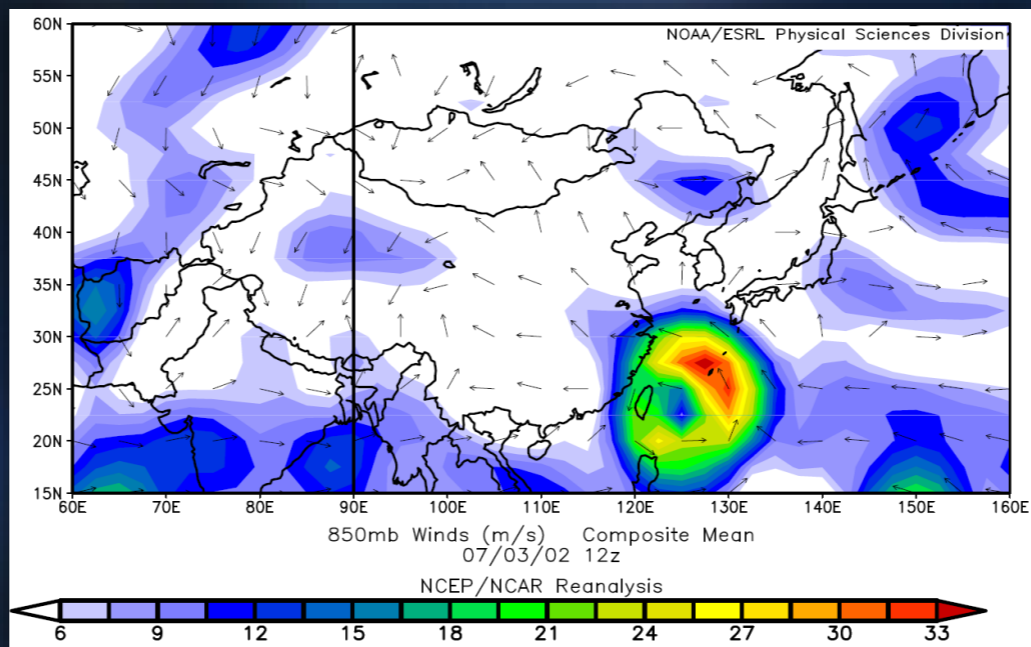 60N
NOAA/ESRL Physical Sciences Division
55N
50N
45N
40N
35N
30N
25N
20N
15N
60E 70E 80E 90E 100E 110E 120E 130E 140E 150E 160E
850mb Winds (m/s) Composite Mean
07/03/02 12z
NCEP/NCAR Reanalysis
6 9 12 15 18 21 24 27 30 33